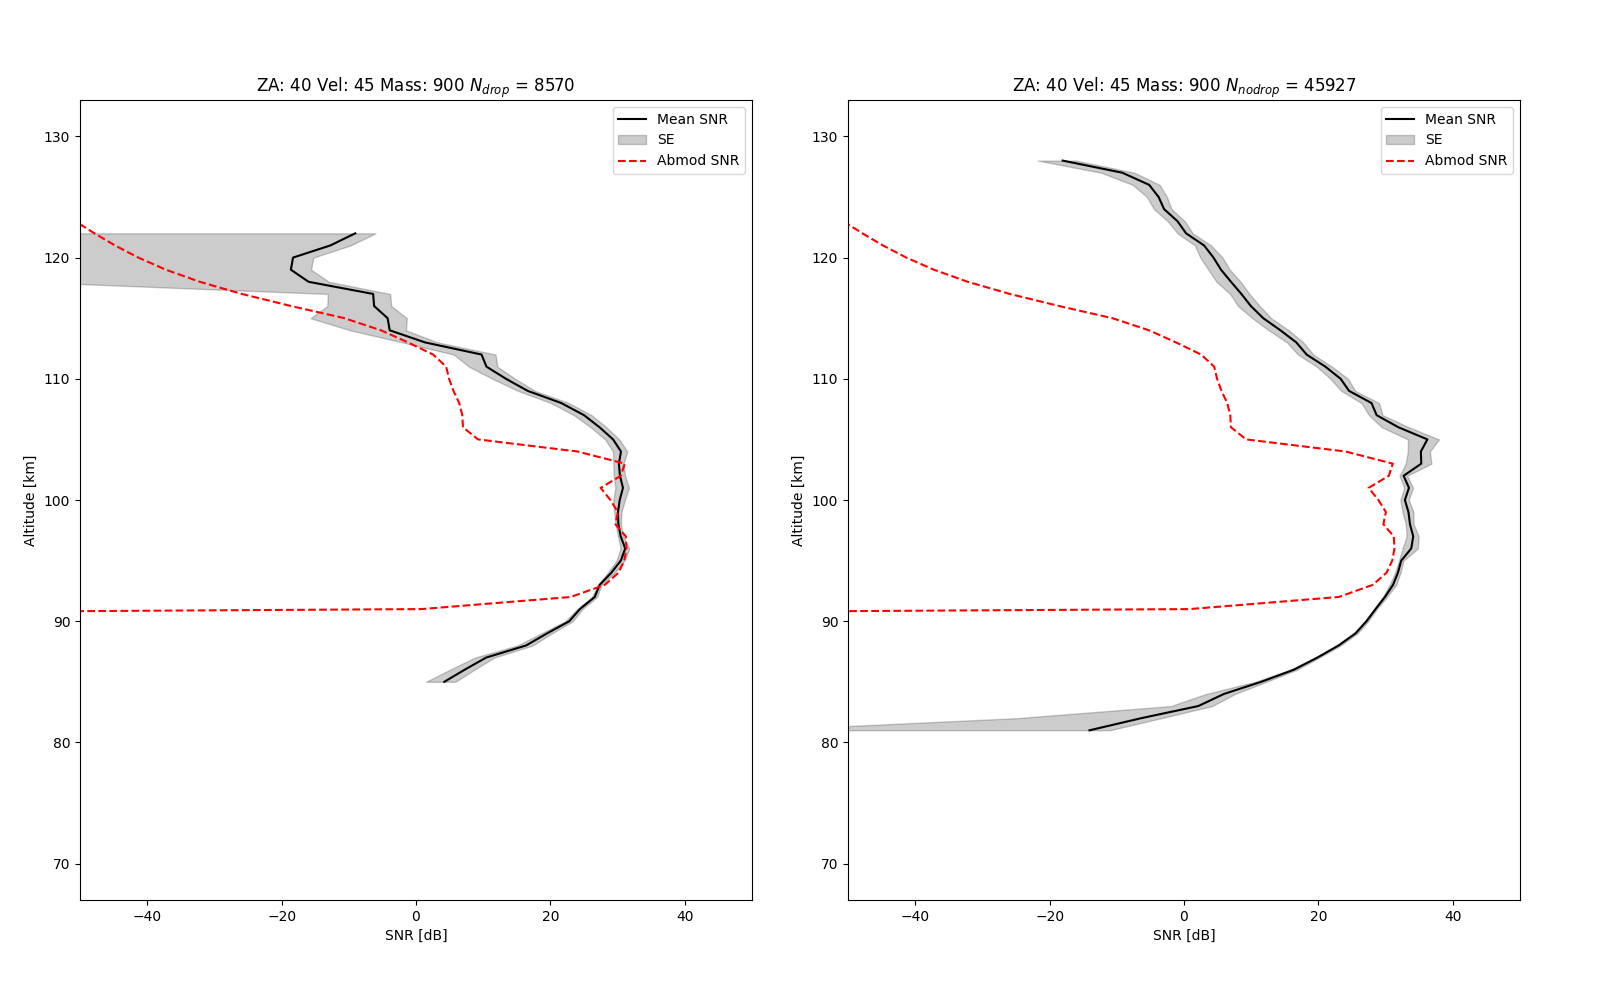 ZA: 40 Vel: 45 Mass: 900 N_drop = 8570
Mean SNR
SE
Abmod SNR
130
120
110
100
90
80
70
Altitude [km]
−40 −20 0 20 40
SNR [dB]
ZA: 40 Vel: 45 Mass: 900 N_nodrop = 45927
Mean SNR
SE
Abmod SNR
130
120
110
100
90
80
70
Altitude [km]
−40 −20 0 20 40
SNR [dB]